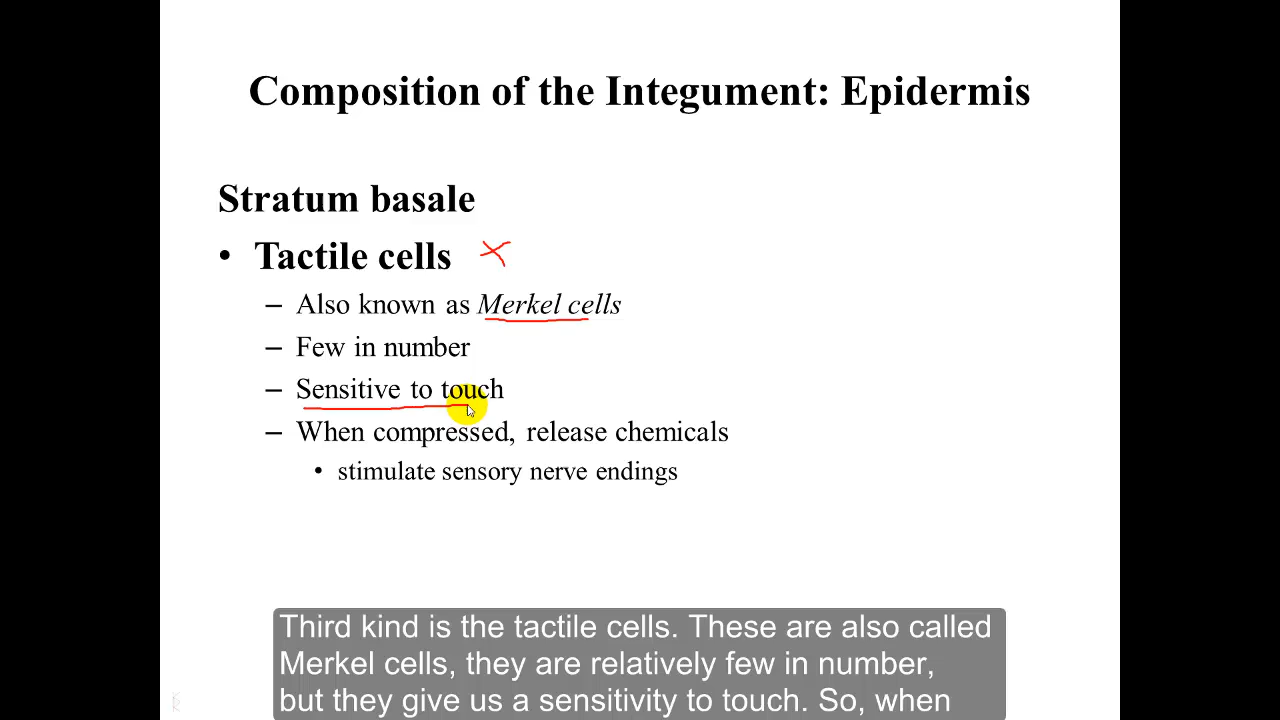 Composition of the Integument: Epidermis
Stratum basale
• Tactile cells
– Also known as Merkel cells
– Few in number
– Sensitive to touch
– When compressed, release chemicals
• stimulate sensory nerve endings
Third kind is the tactile cells. These are also called
Merkel cells, they are relatively few in number,
but they give us a sensitivity to touch. So, when